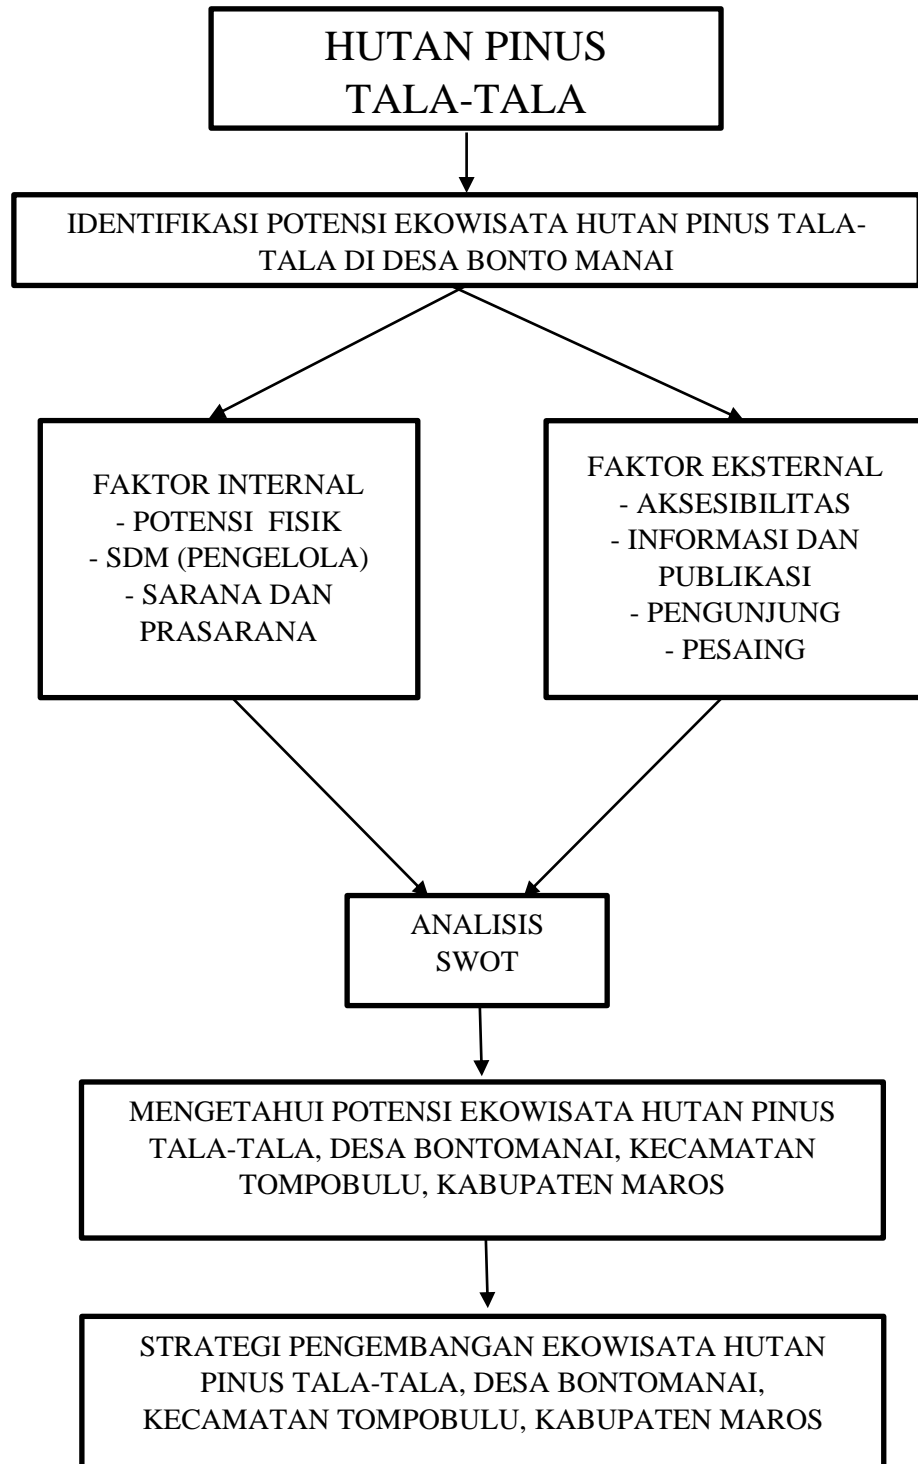 HUTAN PINUS
TALA-TALA
IDENTIFIKASI POTENSI EKOWISATA HUTAN PINUS TALA-
TALA DI DESA BONTO MANAI
FAKTOR INTERNAL
- POTENSI FISIK
- SDM (PENGELOLA)
- SARANA DAN
PRASARANA
FAKTOR EKSTERNAL
- AKSESIBILITAS
- INFORMASI DAN
PUBLIKASI
- PENGUNJUNG
- PESAING
ANALISIS
SWOT
MENGETAHUI POTENSI EKOWISATA HUTAN PINUS
TALA-TALA, DESA BONTOMANAI, KECAMATAN
TOMPOBULU, KABUPATEN MAROS
STRATEGI PENGEMBANGAN EKOWISATA HUTAN
PINUS TALA-TALA, DESA BONTOMANAI,
KECAMATAN TOMPOBULU, KABUPATEN MAROS